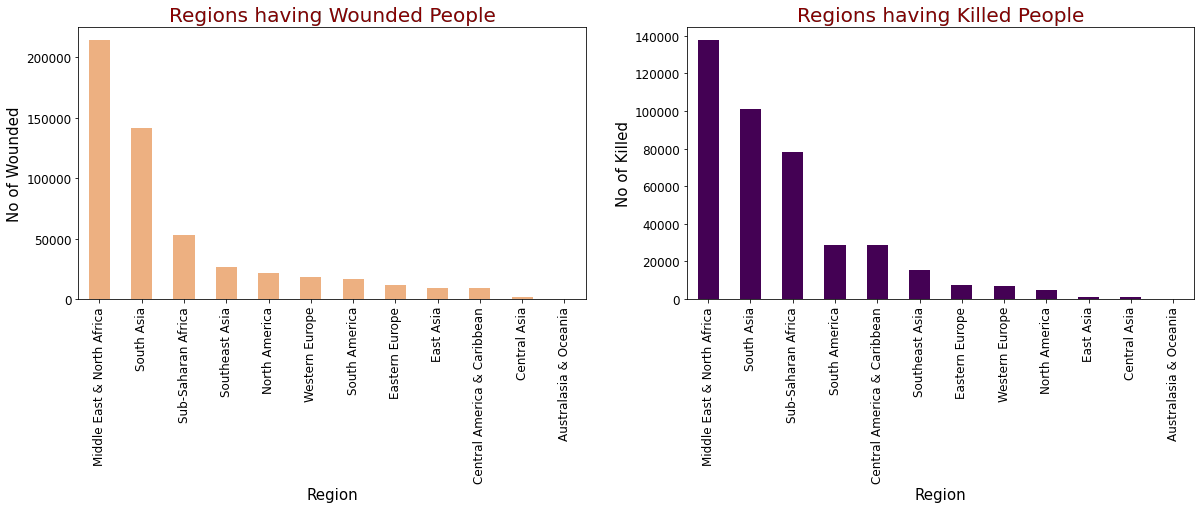 Regions having Wounded People
No of Wounded
200000
150000
100000
50000
0
Middle East & North Africa
South Asia
Sub-Saharan Africa
Southeast Asia
North America
Western Europe
South America
Eastern Europe
East Asia
Central America & Caribbean
Central Asia
Australasia & Oceania
Region
Regions having Killed People
No of Killed
140000
120000
100000
80000
60000
40000
20000
0
Middle East & North Africa
South Asia
Sub-Saharan Africa
South America
Central America & Caribbean
Southeast Asia
Eastern Europe
Western Europe
North America
East Asia
Central Asia
Australasia & Oceania
Region